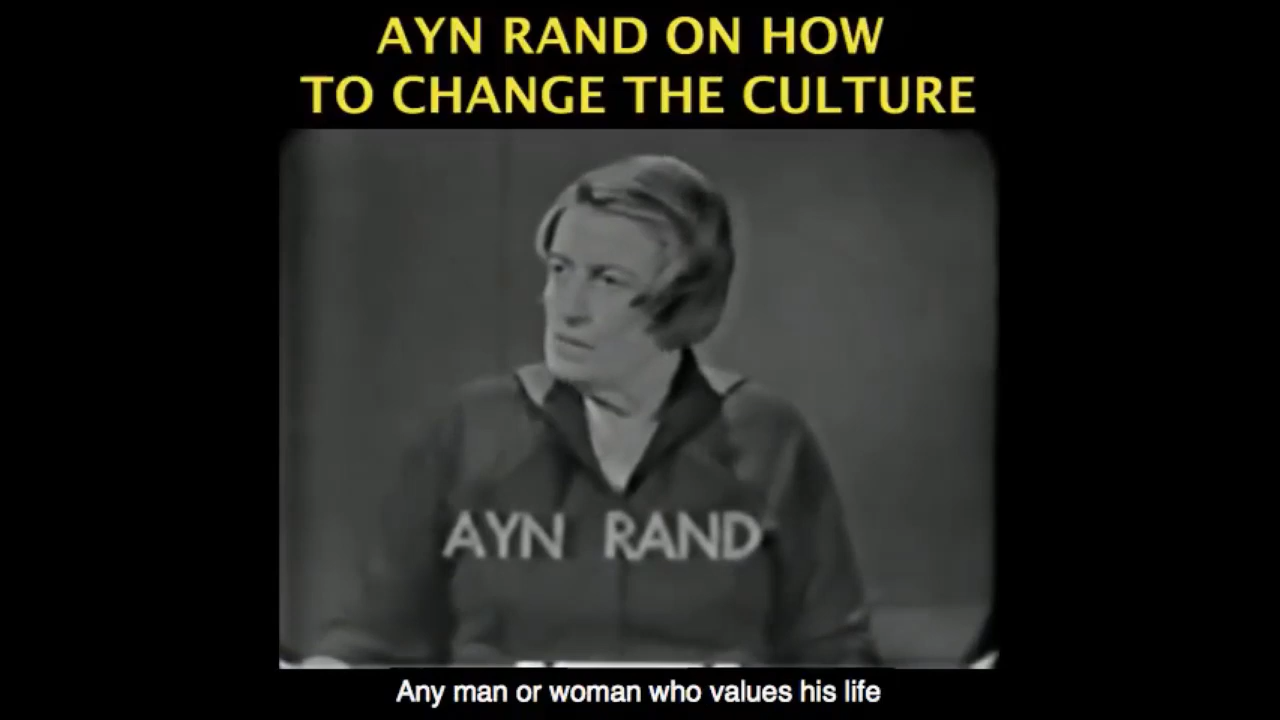 AYN RAND ON HOW
TO CHANGE THE CULTURE
AYN RAND
Any man or woman who values his life